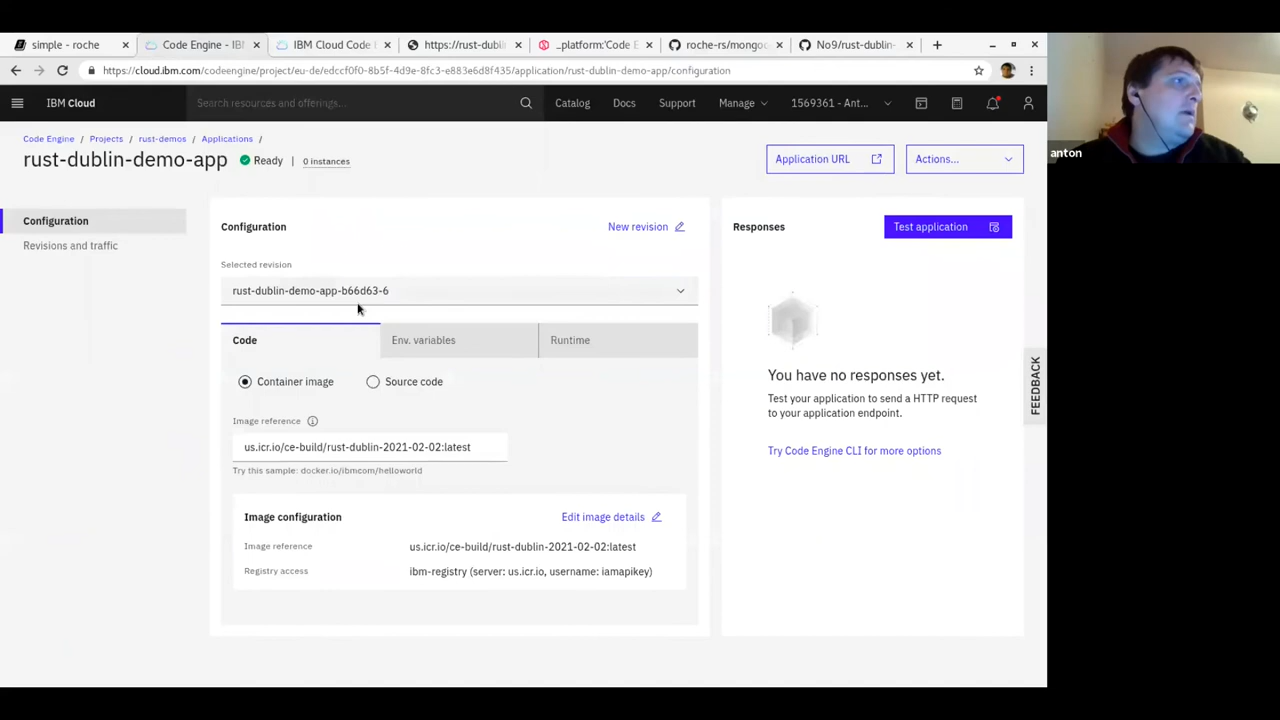 simple - roche
Code Engine - IB
IBM Cloud Code E
https://rust-dubli
_platform:'Code E
roche-rs/mongo
No9/rust-dublin-
https://cloud.ibm.com/codeengine/project/eu-de/edccf0f0-8b5f-4d9e-8fc3-e883e6d8f435/application/rust-dublin-demo-app/configuration
IBM Cloud
Search resources and offerings...
Catalog
Docs
Support
Manage
1569361 - Ant...
Code Engine / Projects / rust-demos / Applications /
rust-dublin-demo-app
Ready | 0 instances
Application URL
Actions...
anton
Configuration
Revisions and traffic
Configuration
New revision
Selected revision
rust-dublin-demo-app-b66d63-6
Code
Env. variables
Runtime
Container image
Source code
Image reference
us.icr.io/ce-build/rust-dublin-2021-02-02:latest
Try this sample: docker.io/ibmcom/helloworld
Image configuration
Edit image details
Image reference
us.icr.io/ce-build/rust-dublin-2021-02-02:latest
Registry access
ibm-registry (server: us.icr.io, username: iamapikey)
Responses
Test application
You have no responses yet.
Test your application to send a HTTP request
to your application endpoint.
Try Code Engine CLI for more options
FEEDBACK